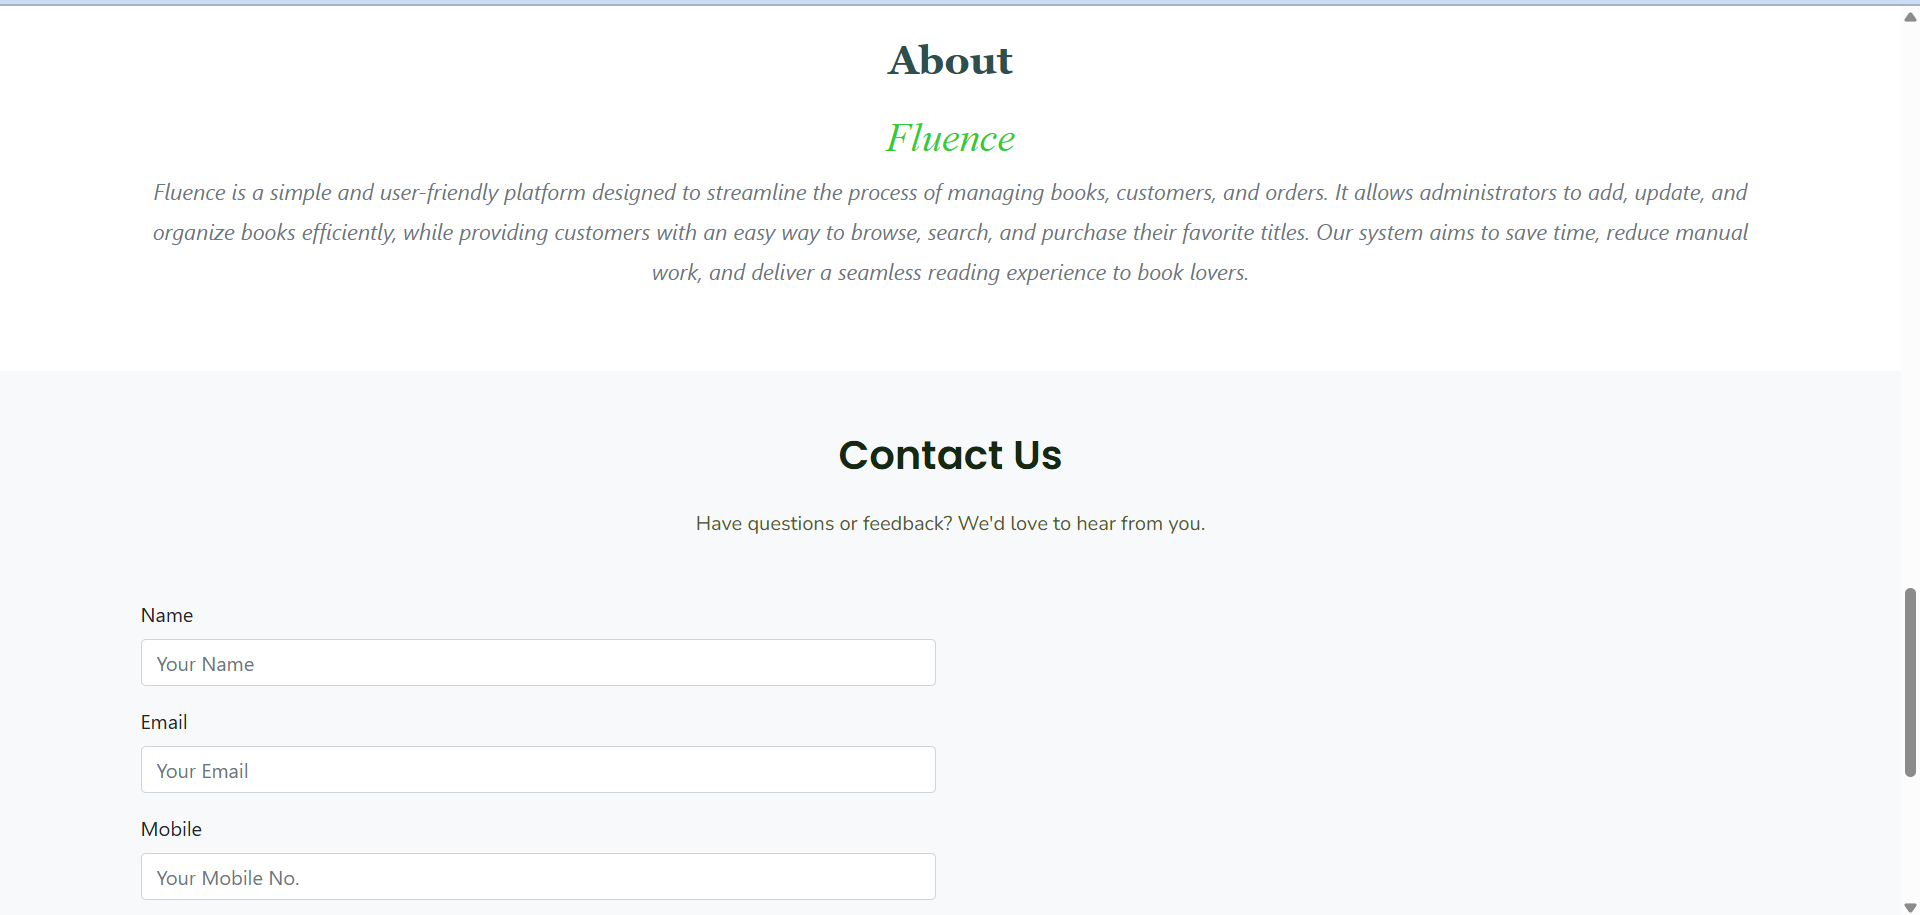 About
Fluence
Fluence is a simple and user-friendly platform designed to streamline the process of managing books, customers, and orders. It allows administrators to add, update, and
organize books efficiently, while providing customers with an easy way to browse, search, and purchase their favorite titles. Our system aims to save time, reduce manual
work, and deliver a seamless reading experience to book lovers.
Contact Us
Have questions or feedback? We'd love to hear from you.
Name
Your Name
Email
Your Email
Mobile
Your Mobile No.